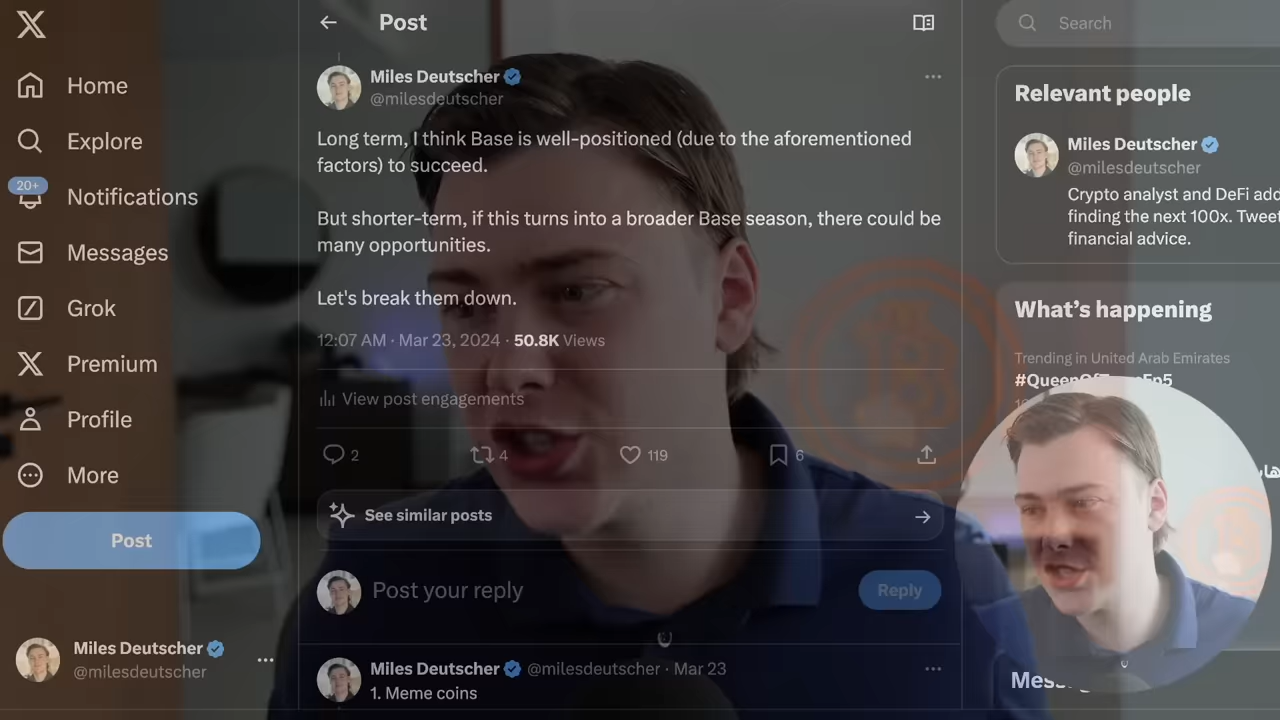 Home
Explore
20+
Notifications
Messages
Grok
Premium
Profile
More
Post
Miles Deutscher
@milesdeutscher
Post
Miles Deutscher
@milesdeutscher
Long term, I think Base is well-positioned (due to the aforementioned
factors) to succeed.
But shorter-term, if this turns into a broader Base season, there could be
many opportunities.
Let's break them down.
12:07 AM · Mar 23, 2024 · 50.8K Views
View post engagements
2 4 119 6
See similar posts
Post your reply
Reply
Miles Deutscher @milesdeutscher · Mar 23
1. Meme coins
Search
Relevant people
Miles Deutscher
@milesdeutscher
Crypto analyst and DeFi
finding the next 100x.
financial advice.
What's happening
Trending in United Arab Emirates